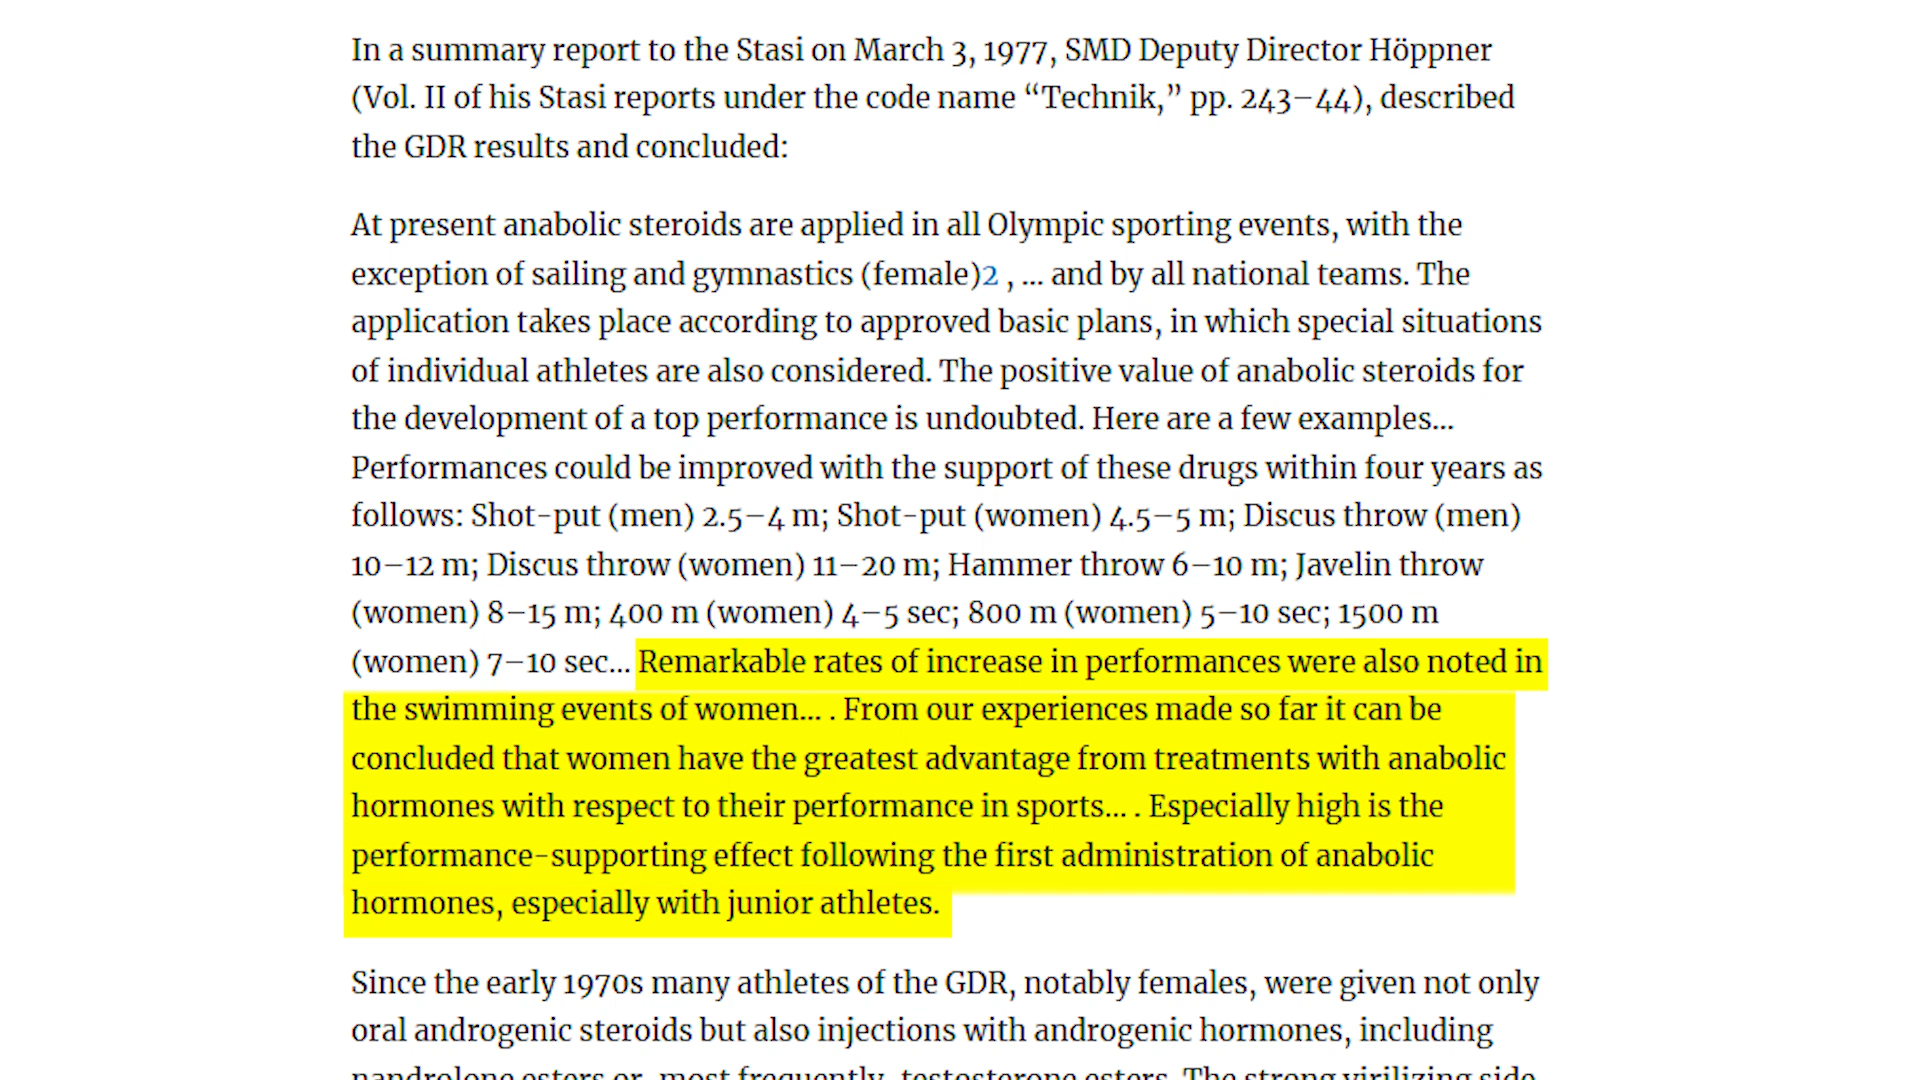 In a summary report to the Stasi on March 3, 1977, SMD Deputy Director Höppner
(Vol. II of his Stasi reports under the code name “Technik,” pp. 243–44), described
the GDR results and concluded:
At present anabolic steroids are applied in all Olympic sporting events, with the
exception of sailing and gymnastics (female)2 , ... and by all national teams. The
application takes place according to approved basic plans, in which special situations
of individual athletes are also considered. The positive value of anabolic steroids for
the development of a top performance is undoubted. Here are a few examples...
Performances could be improved with the support of these drugs within four years as
follows: Shot-put (men) 2.5–4 m; Shot-put (women) 4.5–5 m; Discus throw (men)
10–12 m; Discus throw (women) 11–20 m; Hammer throw 6–10 m; Javelin throw
(women) 8–15 m; 400 m (women) 4–5 sec; 800 m (women) 5–10 sec; 1500 m
(women) 7–10 sec... Remarkable rates of increase in performances were also noted in
the swimming events of women... . From our experiences made so far it can be
concluded that women have the greatest advantage from treatments with anabolic
hormones with respect to their performance in sports... . Especially high is the
performance-supporting effect following the first administration of anabolic
hormones, especially with junior athletes.
Since the early 1970s many athletes of the GDR, notably females, were given not only
oral androgenic steroids but also injections with androgenic hormones, including
nandrolone esters or, most frequently, testosterone esters. The strong virilizing side